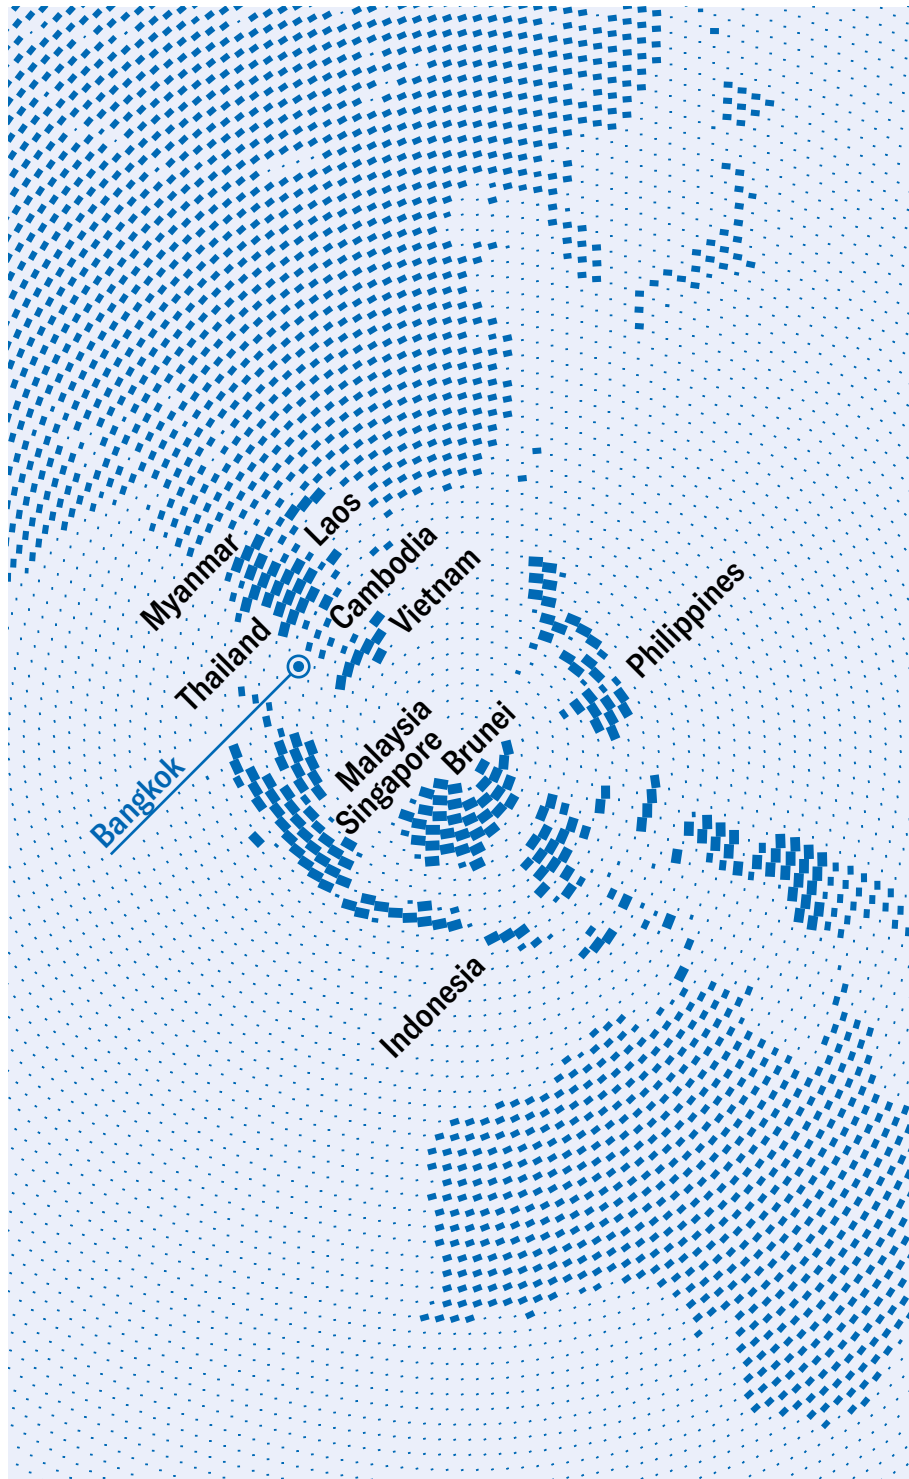 Laos
Myanmar
Cambodia
Vietnam
Philippines
Thailand
Bangkok
Malaysia
Singapore
Brunei
Indonesia